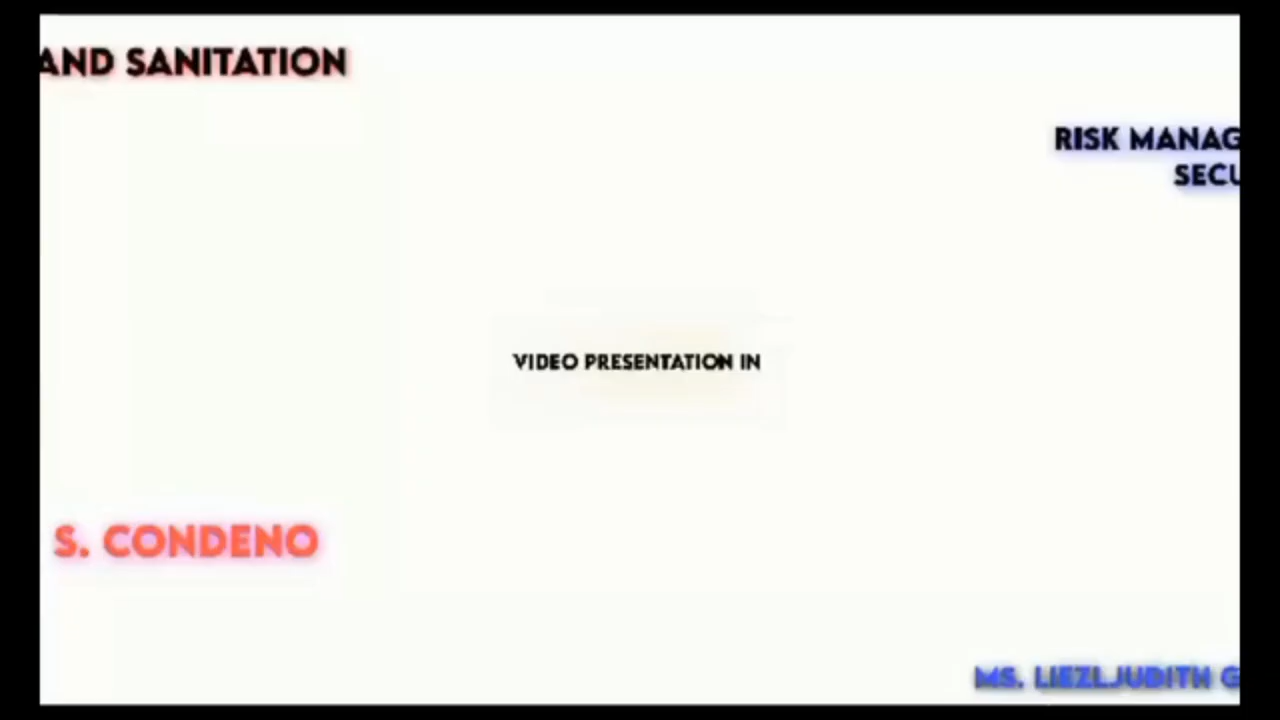 AND SANITATION
RISK MANAG
SECU
VIDEO PRESENTATION IN
S. CONDENO
MS. LIEZLJUDITH G